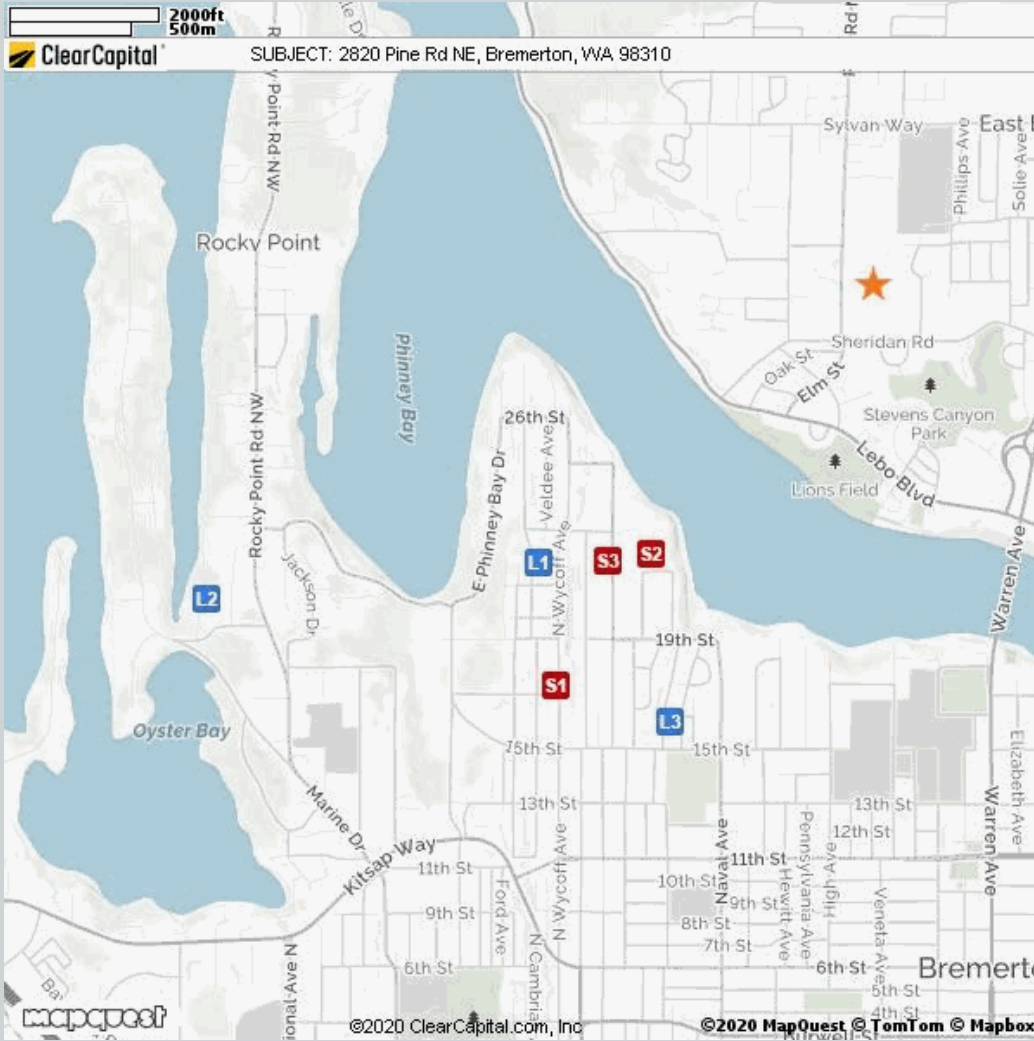 2000ft
500m
ClearCapital
SUBJECT: 2820 Pine Rd NE, Bremerton, WA 98310
Sylvan Way
East
Phillips Ave
Solie Ave
y Point Rd NW
Rocky Point
Sheridan Rd
Oak St
Elm St
Stevens Canyon
Park
Phinney Bay
Rocky Point Rd NW
26th St
Veldee Ave
E Phinney Bay Dr
Lebo Blvd
Lions Field
L1
N Wycoff Ave
S3
S2
Jackson Dr
L2
Warren Ave
19th St
S1
L3
Oyster Bay
15th St
15th St
Elizabeth Ave
Marine Dr
13th St
13th St
12th St
Kitsap Way
11th St
11th St
Warren Ave
N Wycoff Ave
Naval Ave
Pennsylvania Ave
High Ave
10th St
Hewitt Ave
Ford Ave
9th St
9th St
Veneta Ave
8th St
7th St
N Cambria
6th St
6th St
Bremert
5th St
4th St
ional Ave N
mapquest
©2020 ClearCapital.com, Inc
©2020 MapQuest © TomTom © Mapbox